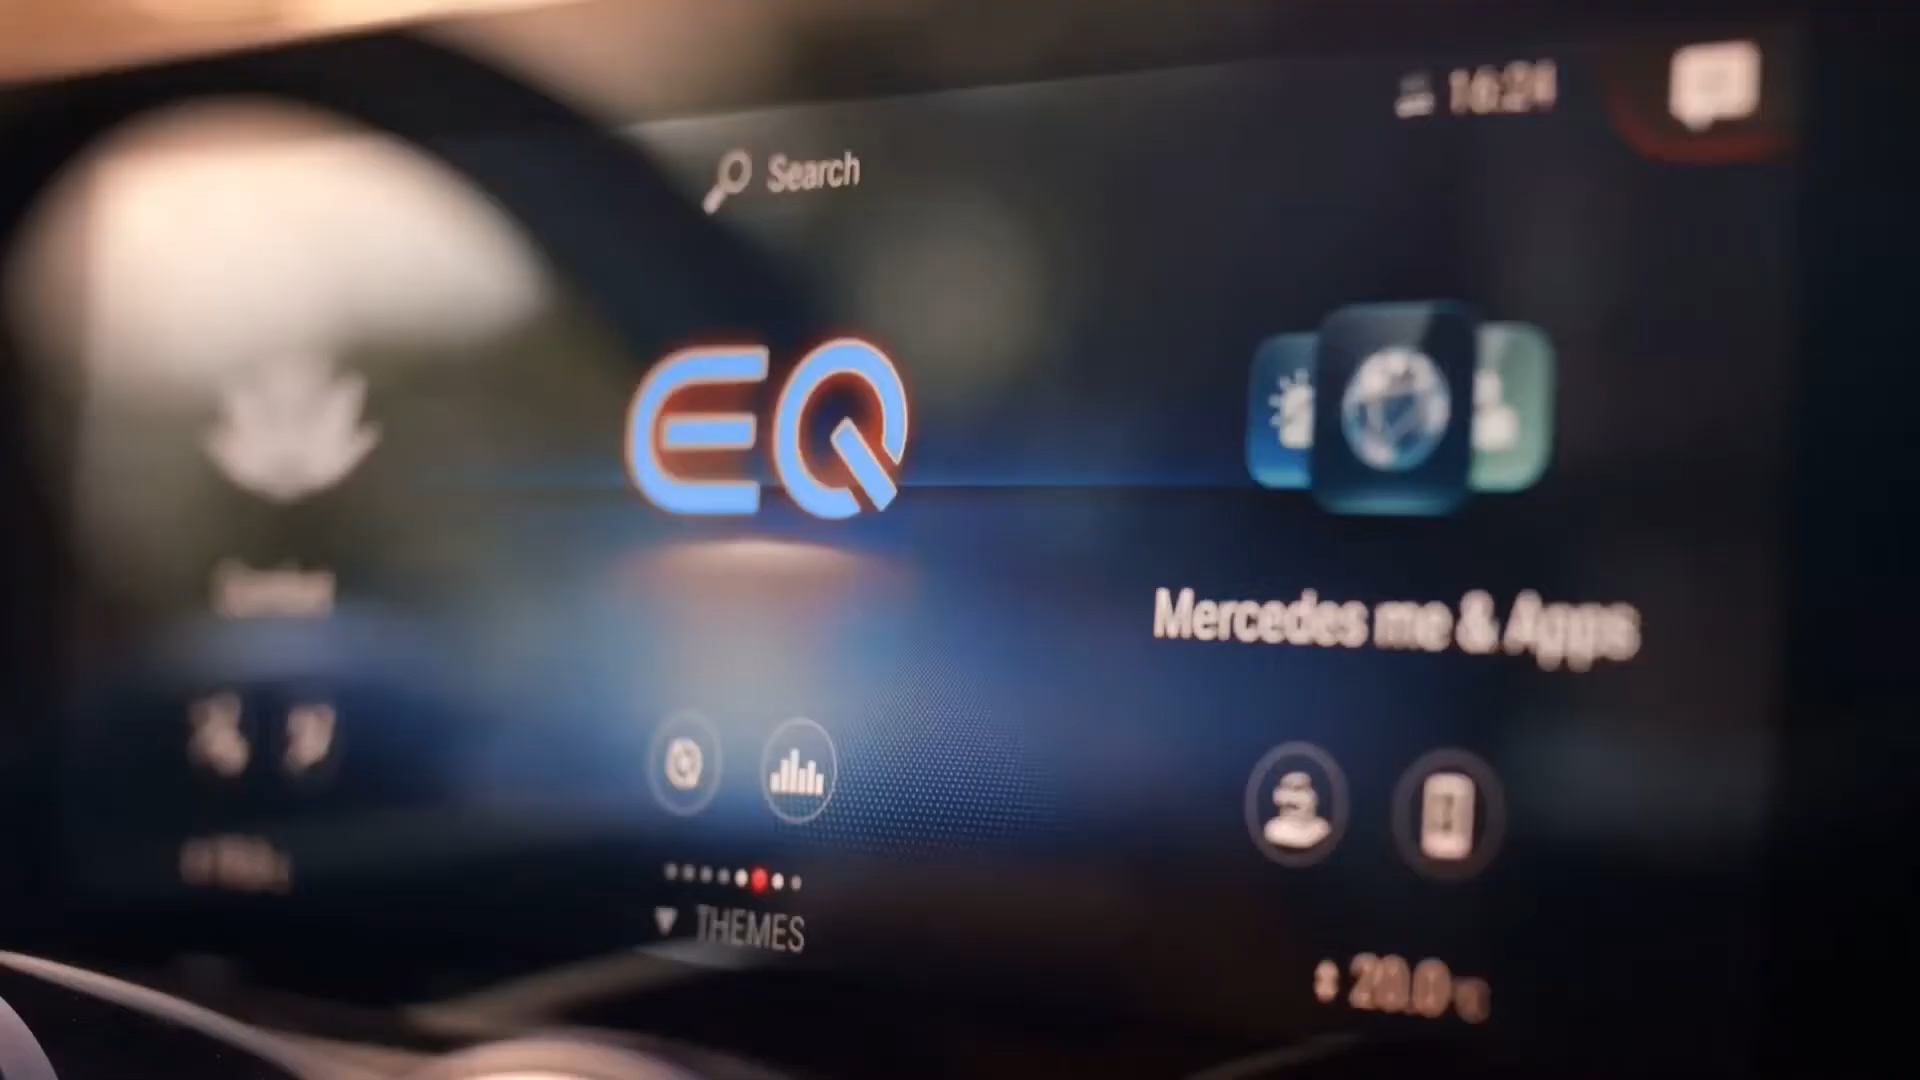 16:24
Search
EQ
Mercedes me & Apps
THEMES
20.0 °C